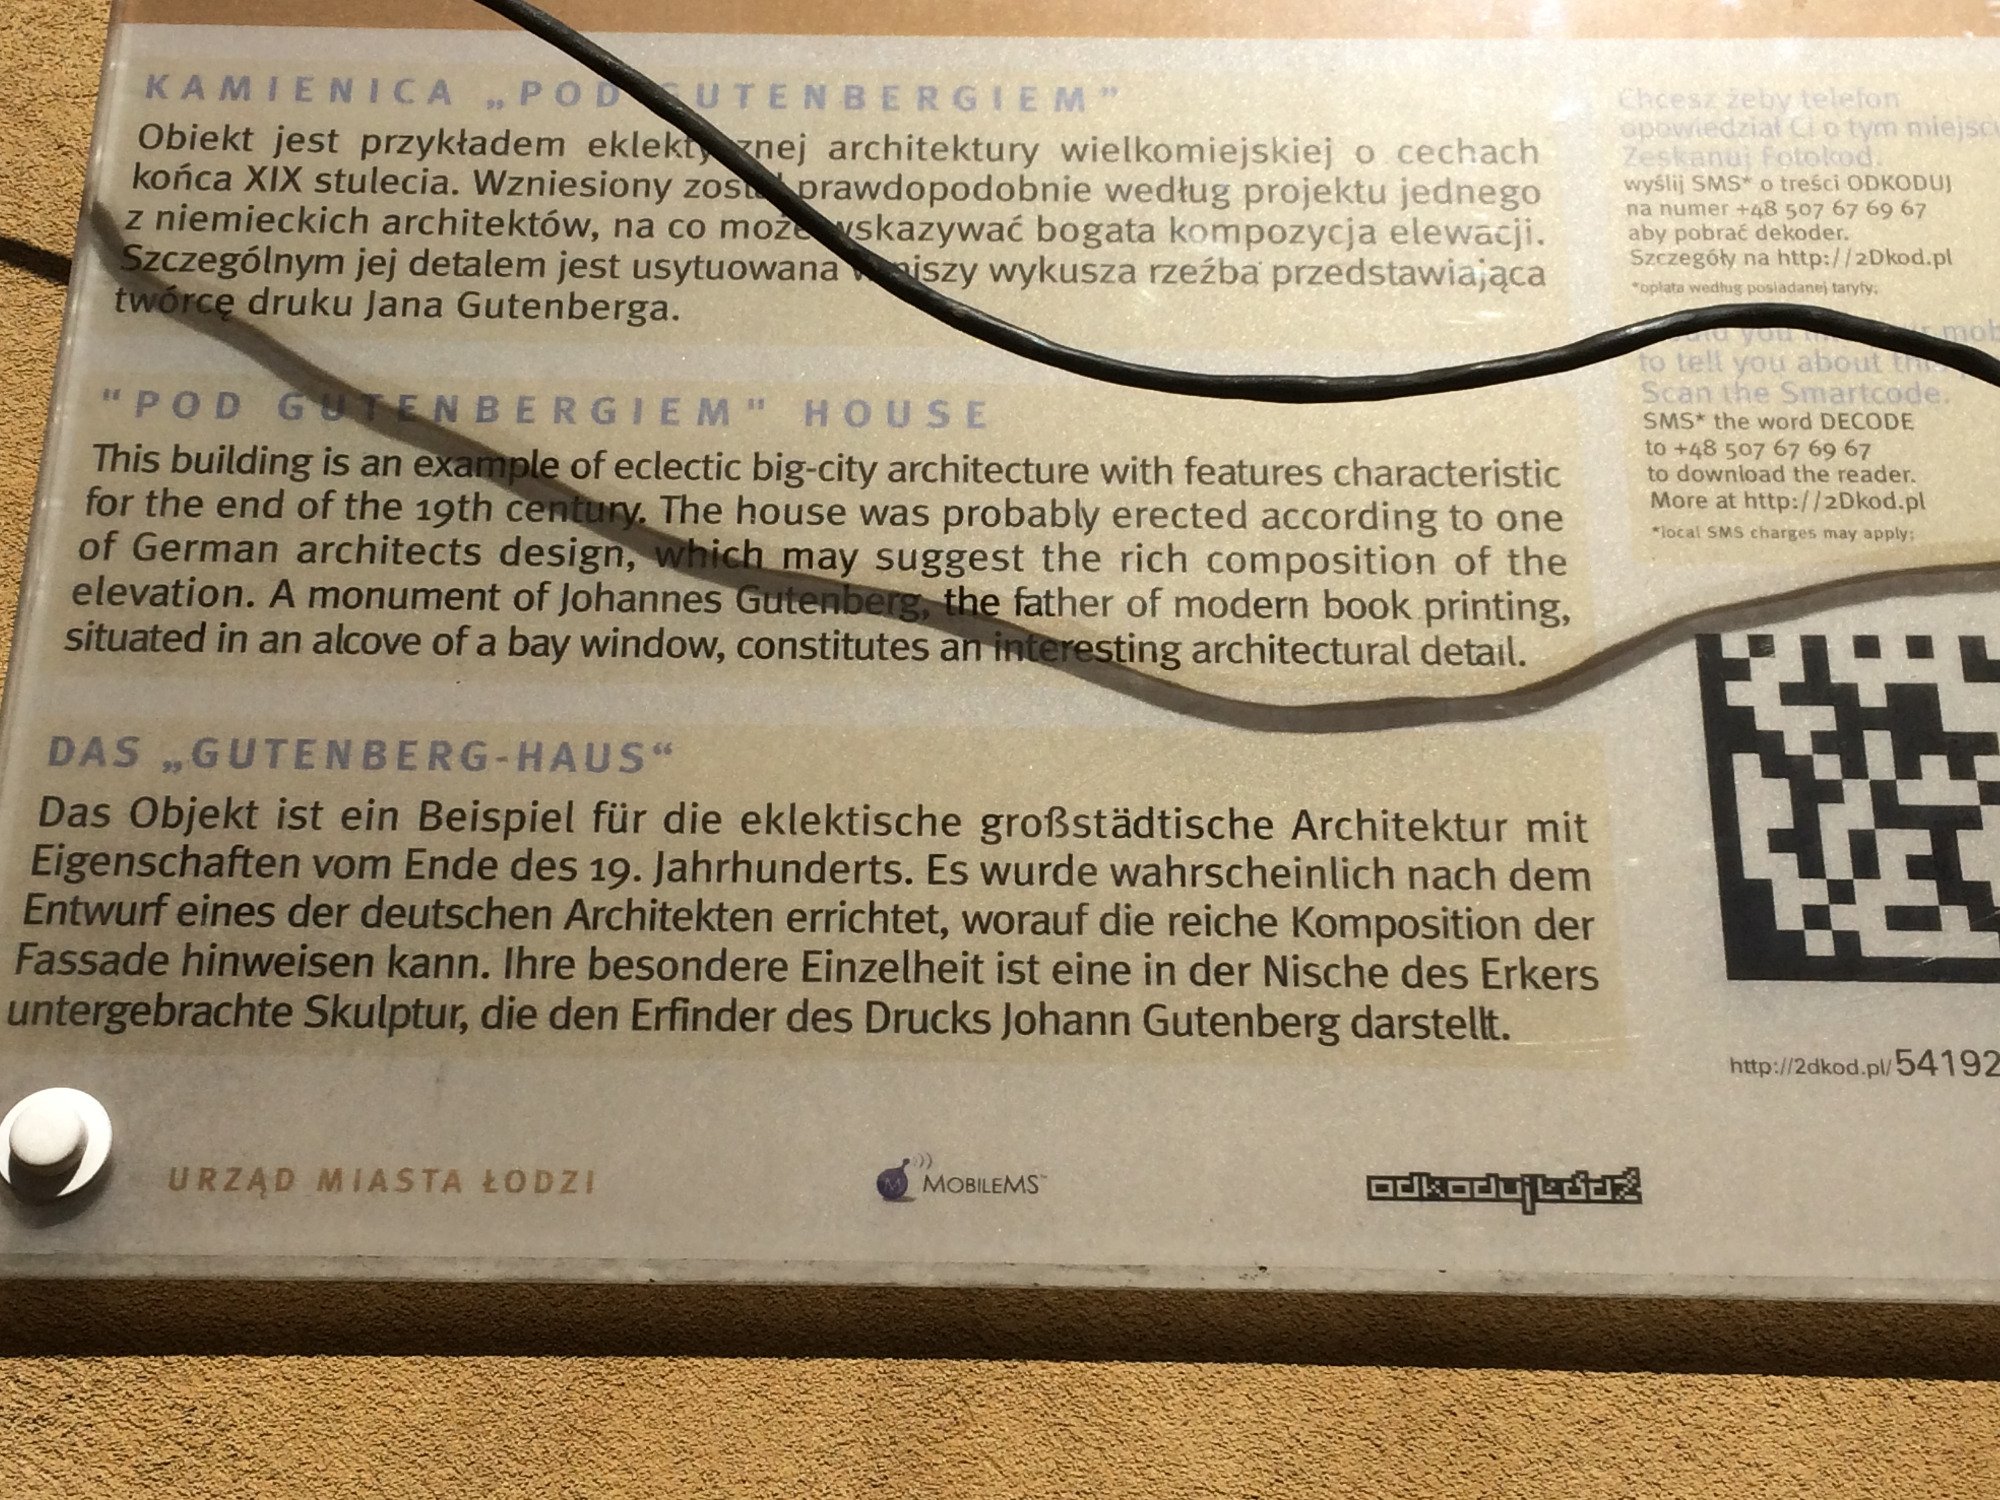 KAMIENICA „POD GUTENBERGIEM”
Obiekt jest przykładem eklektycznej architektury wielkomiejskiej o cechach
końca XIX stulecia. Wzniesiony został prawdopodobnie według projektu jednego
z niemieckich architektów, na co może wskazywać bogata kompozycja elewacji.
Szczególnym jej detalem jest usytuowana w niszy wykusza rzeźba przedstawiająca
twórcę druku Jana Gutenberga.
"POD GUTENBERGIEM" HOUSE
This building is an example of eclectic big-city architecture with features characteristic
for the end of the 19th century. The house was probably erected according to one
of German architects design, which may suggest the rich composition of the
elevation. A monument of Johannes Gutenberg, the father of modern book printing,
situated in an alcove of a bay window, constitutes an interesting architectural detail.
DAS „GUTENBERG-HAUS“
Das Objekt ist ein Beispiel für die eklektische großstädtische Architektur mit
Eigenschaften vom Ende des 19. Jahrhunderts. Es wurde wahrscheinlich nach dem
Entwurf eines der deutschen Architekten errichtet, worauf die reiche Komposition der
Fassade hinweisen kann. Ihre besondere Einzelheit ist eine in der Nische des Erkers
untergebrachte Skulptur, die den Erfinder des Drucks Johann Gutenberg darstellt.
Chcesz żeby telefon
opowiedział Ci o tym miejscu
Zeskanuj Fotokod.
wyślij SMS* o treści ODKODUJ
na numer +48 507 67 69 67
aby pobrać dekoder.
Szczegóły na http://2Dkod.pl
*opłata według posiadanej taryfy;
you
to tell you about this
Scan the Smartcode.
SMS* the word DECODE
to +48 507 67 69 67
to download the reader.
More at http://2Dkod.pl
*local SMS charges may apply;
http://2dkod.pl/54192
URZĄD MIASTA ŁODZI
MOBILEMS™
odkodujŁódź